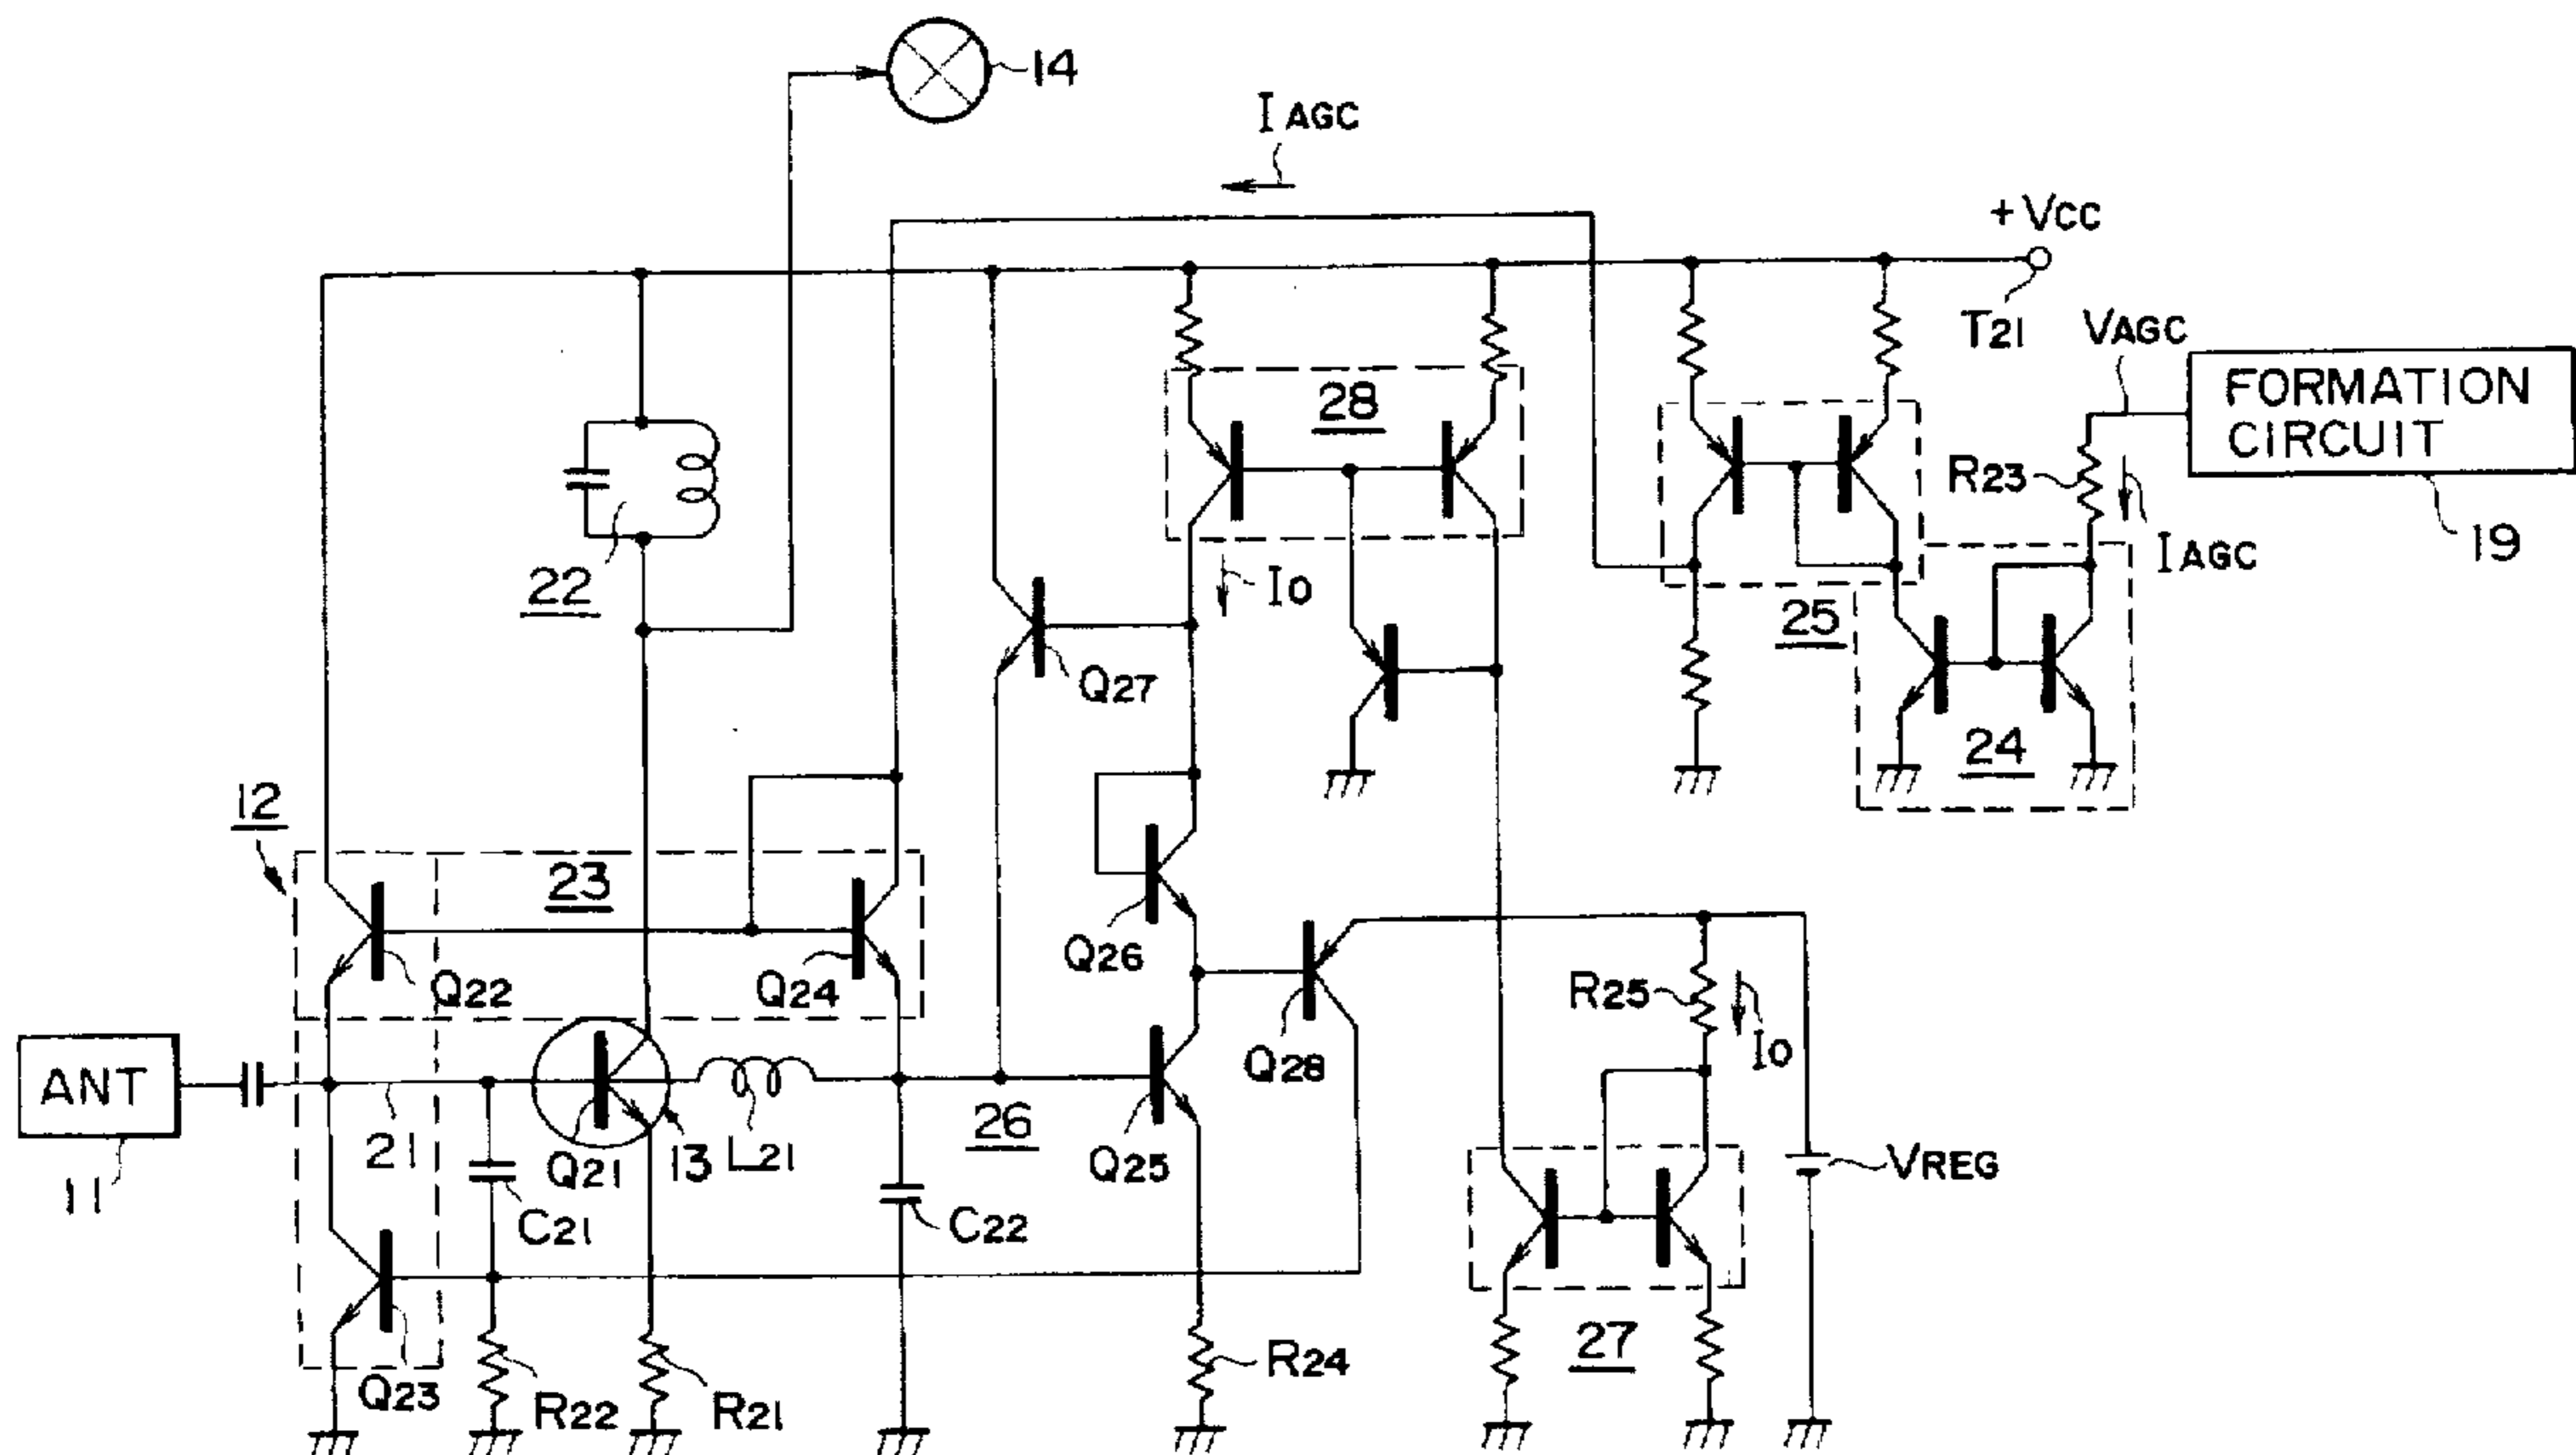 14
I AGC
+ VCC
T21
VAGC
FORMATION
CIRCUIT
28
R23
19
I AGC
22
IO
25
Q27
24
12
23
Q26
Q22
Q24
R25
IO
Q28
ANT
21
Q21
13
L21
26
Q25
VREG
11
C21
C22
27
R24
Q23
R22
R21